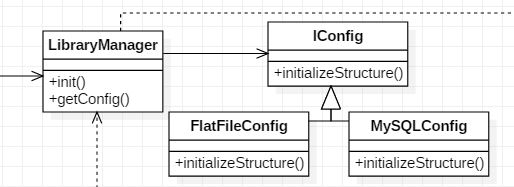 LibraryManager
+init()
+getConfig()
IConfig
+initializeStructure()
FlatFileConfig
+initializeStructure()
MySQLConfig
+initializeStructure()